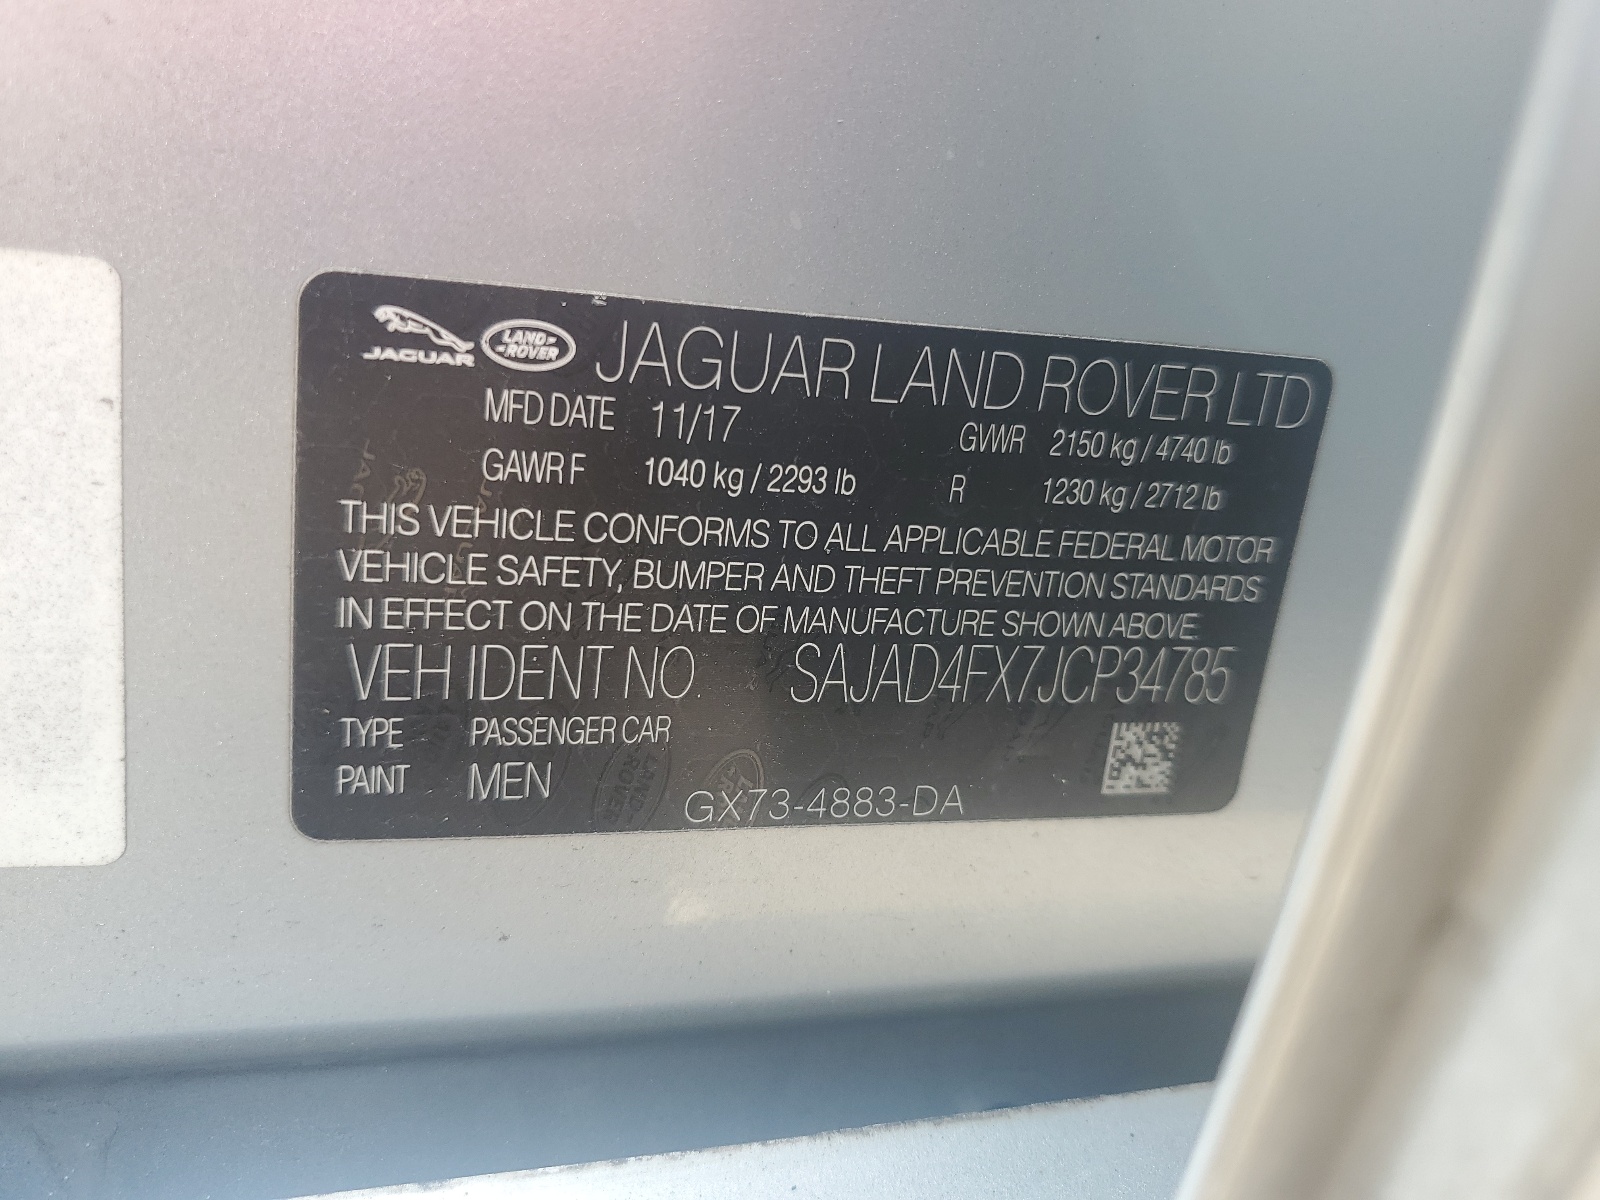 JAGUAR LAND ROVER JAGUAR LAND ROVER LTD
MFD DATE 11/17 GVWR 2150 kg / 4740 lb
GAWR F 1040 kg / 2293 lb R 1230 kg / 2712 lb
THIS VEHICLE CONFORMS TO ALL APPLICABLE FEDERAL MOTOR
VEHICLE SAFETY, BUMPER AND THEFT PREVENTION STANDARDS
IN EFFECT ON THE DATE OF MANUFACTURE SHOWN ABOVE.
VEH IDENT NO. SAJAD4FX7JCP34785
TYPE PASSENGER CAR
PAINT MEN
GX73-4883-DA